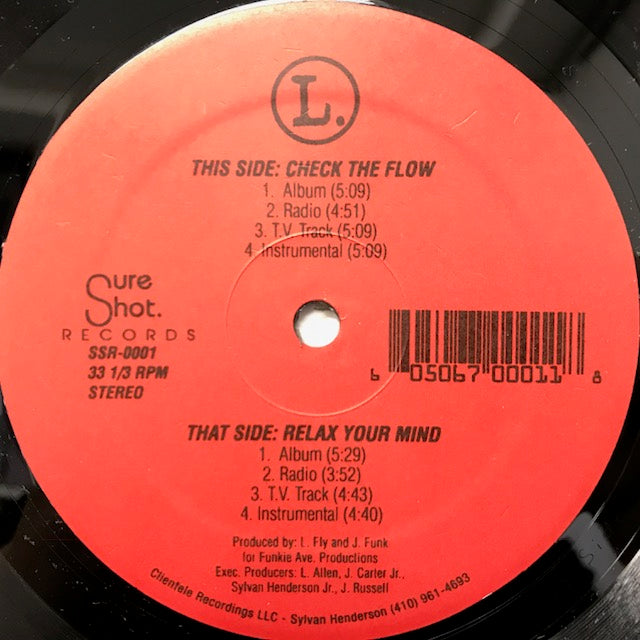 L.
THIS SIDE: CHECK THE FLOW
1. Album (5:09)
2. Radio (4:51)
3. T.V. Track (5:09)
4. Instrumental (5:09)
Sure
Shot.
RECORDS
SSR-0001
33 1/3 RPM
STEREO
6 05067 00011 8
THAT SIDE: RELAX YOUR MIND
1. Album (5:29)
2. Radio (3:52)
3. T.V. Track (4:43)
4. Instrumental (4:40)
Produced by: L. Fly and J. Funk
for Funkie Ave. Productions
Exec. Producers: L. Allen, J. Carter Jr.,
Sylvan Henderson Jr., J. Russell
Clientele Recordings LLC - Sylvan Henderson (410) 961-4693